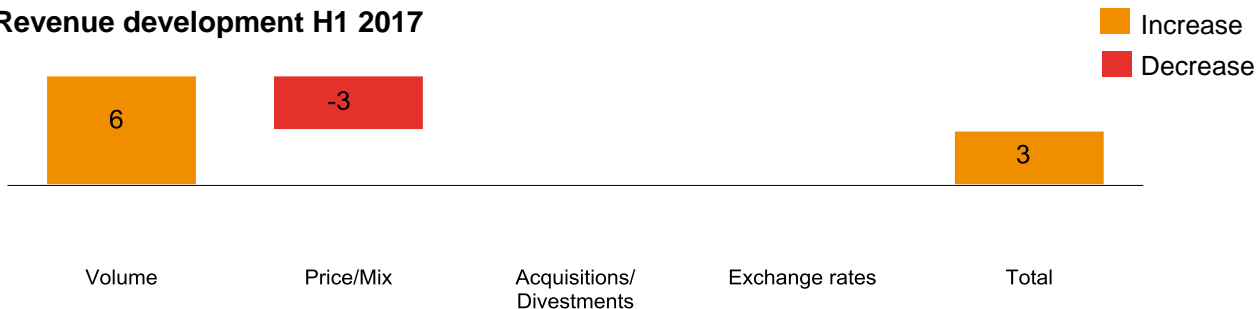 Revenue development H1 2017
Increase
Decrease
6
-3
3
Volume
Price/Mix
Acquisitions/
Divestments
Exchange rates
Total